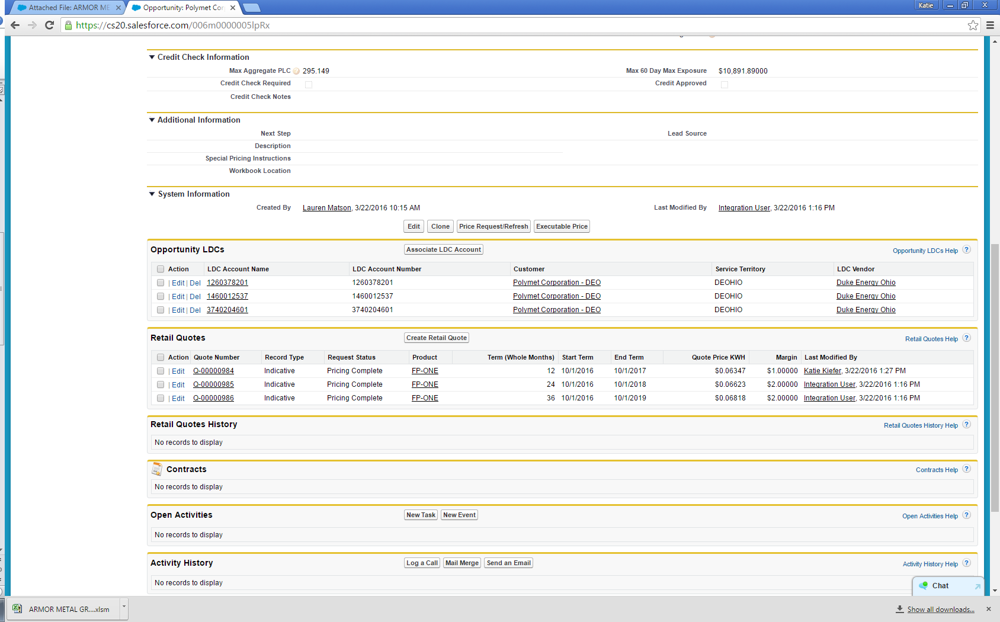 Attached File: ARMOR ME
Opportunity: Polymet Cor
Katie
https://cs20.salesforce.com/006m0000005lpRx
Credit Check Information
Max Aggregate PLC ? 295.149 Max 60 Day Max Exposure $10,891.89000
Credit Check Required Credit Approved
Credit Check Notes
Additional Information
Next Step Lead Source
Description
Special Pricing Instructions
Workbook Location
System Information
Created By Lauren Matson, 3/22/2016 10:15 AM Last Modified By Integration User, 3/22/2016 1:16 PM
Edit Clone Price Request/Refresh Executable Price
Opportunity LDCs Associate LDC Account Opportunity LDCs Help ?
Action LDC Account Name LDC Account Number Customer Service Territory LDC Vendor
| Edit | Del 1260378201 1260378201 Polymet Corporation - DEO DEOHIO Duke Energy Ohio
| Edit | Del 1460012537 1460012537 Polymet Corporation - DEO DEOHIO Duke Energy Ohio
| Edit | Del 3740204601 3740204601 Polymet Corporation - DEO DEOHIO Duke Energy Ohio
Retail Quotes Create Retail Quote Retail Quotes Help ?
Action Quote Number Record Type Request Status Product Term (Whole Months) Start Term End Term Quote Price KWH Margin Last Modified By
| Edit Q-00000984 Indicative Pricing Complete FP-ONE 12 10/1/2016 10/1/2017 $0.06347 $1.00000 Katie Kiefer, 3/22/2016 1:27 PM
| Edit Q-00000985 Indicative Pricing Complete FP-ONE 24 10/1/2016 10/1/2018 $0.06623 $2.00000 Integration User, 3/22/2016 1:16 PM
| Edit Q-00000986 Indicative Pricing Complete FP-ONE 36 10/1/2016 10/1/2019 $0.06818 $2.00000 Integration User, 3/22/2016 1:16 PM
Retail Quotes History Retail Quotes History Help ?
No records to display
Contracts Contracts Help ?
No records to display
Open Activities New Task New Event Open Activities Help ?
No records to display
Activity History Log a Call Mail Merge Send an Email Activity History Help ?
No records to display
Chat
ARMOR METAL GR....xlsm Show all downloads...